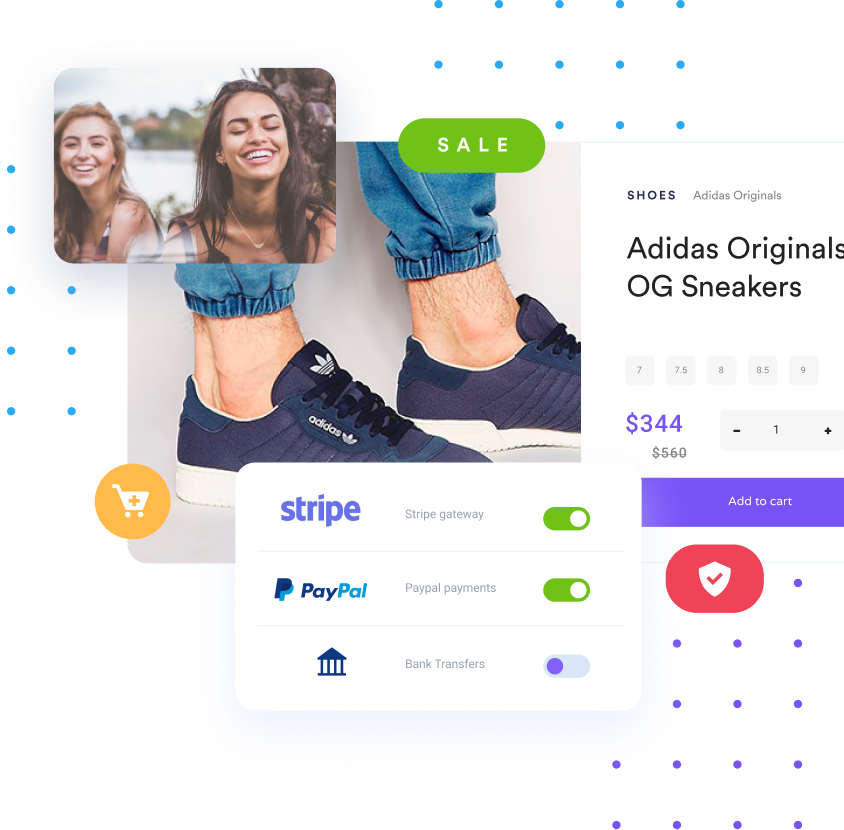 SALE
SHOES Adidas Originals
Adidas Originals
OG Sneakers
7 7.5 8 8.5 9
$344
- 1 +
$560
adidas
Add to cart
stripe Stripe gateway
PayPal Paypal payments
Bank Transfers